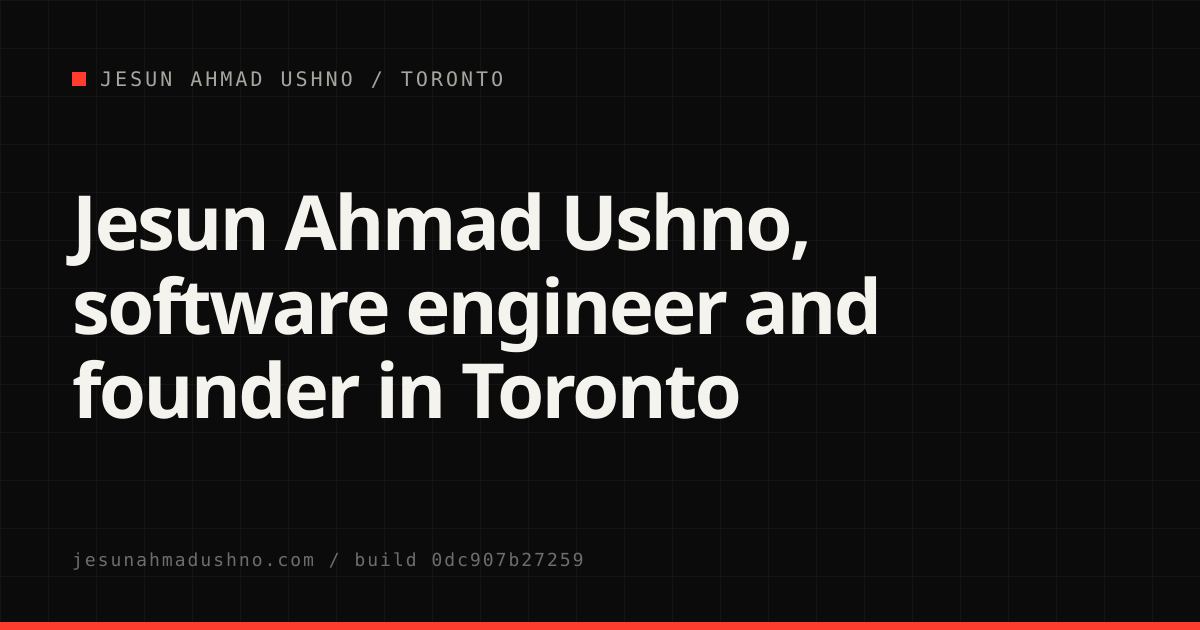 JESUN AHMAD USHNO / TORONTO
Jesun Ahmad Ushno,
software engineer and
founder in Toronto
jesunahmadushno.com / build 0dc907b27259